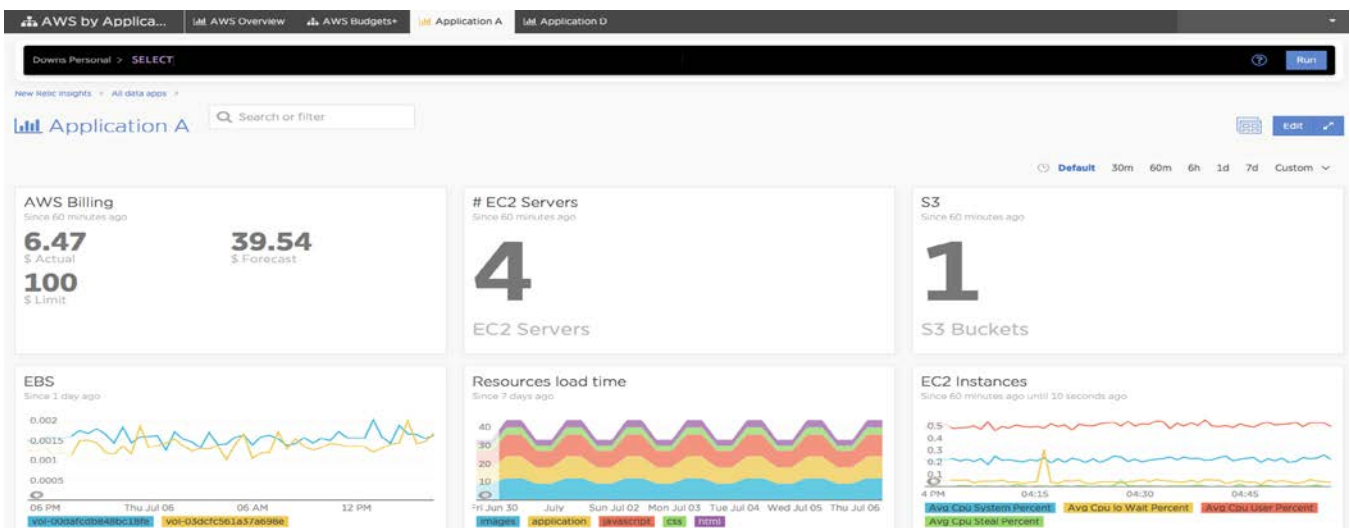 AWS by Applica... AWS Overview AWS Budgets+ Application A Application D
Downs Personal > SELECT ? Run
New Relic Insights > All data apps >
Application A Search or filter Edit
Default 30m 60m 6h 1d 7d Custom
AWS Billing
Since 60 minutes ago
6.47 39.54
$ Actual $ Forecast
100
$ Limit
# EC2 Servers
Since 60 minutes ago
4
EC2 Servers
S3
Since 60 minutes ago
1
S3 Buckets
EBS
Since 1 day ago
0.002
0.0015
0.001
0.0005
0
06 PM Thu Jul 06 06 AM 12 PM
Resources load time
Since 7 days ago
40
30
20
10
0
Fri Jun 30 July Sun Jul 02 Mon Jul 03 Tue Jul 04 Wed Jul 05 Thu Jul 06
images application javascript css html
EC2 Instances
Since 60 minutes ago until 10 seconds ago
0.5
0.4
0.3
0.2
0.1
0
4 PM 04:15 04:30 04:45
Avg Cpu System Percent Avg Cpu Io Wait Percent Avg Cpu User Percent
Avg Cpu Steal Percent